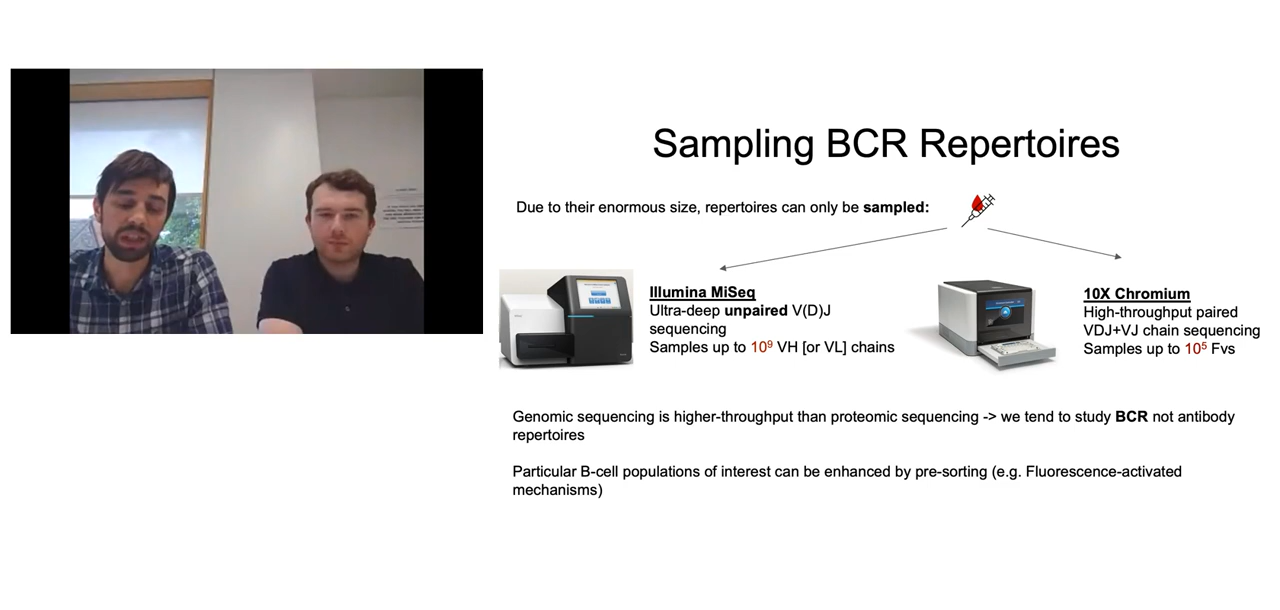 Sampling BCR Repertoires
Due to their enormous size, repertoires can only be sampled:
Illumina MiSeq
Ultra-deep unpaired V(D)J
sequencing
Samples up to 10⁹ VH [or VL] chains
10X Chromium
High-throughput paired
VDJ+VJ chain sequencing
Samples up to 10⁵ Fvs
Genomic sequencing is higher-throughput than proteomic sequencing -> we tend to study BCR not antibody
repertoires
Particular B-cell populations of interest can be enhanced by pre-sorting (e.g. Fluorescence-activated
mechanisms)